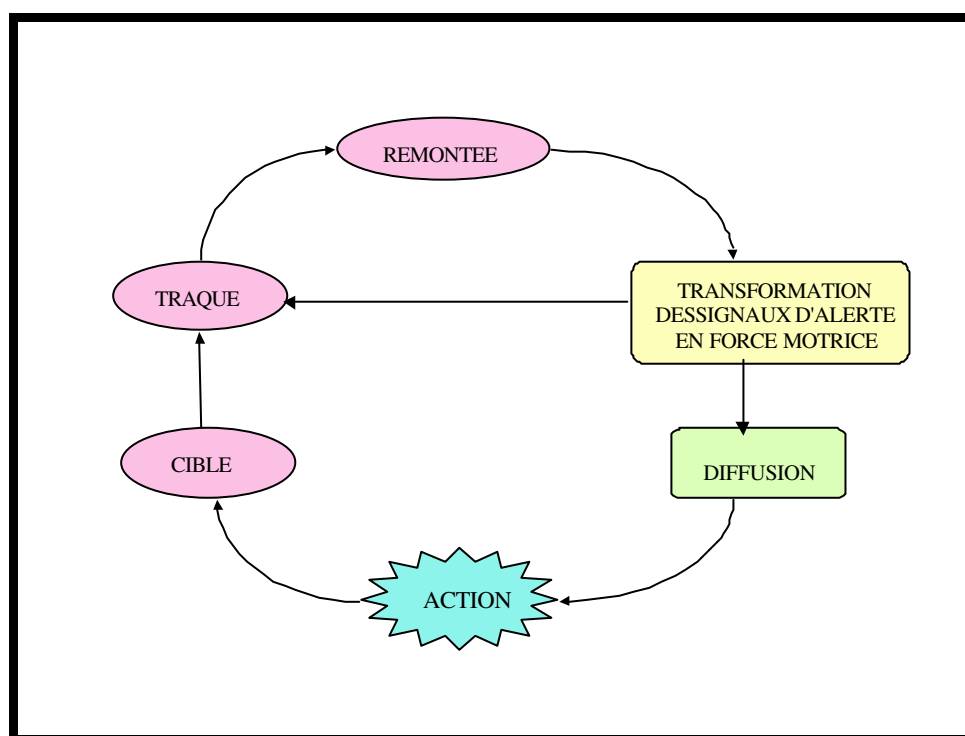 REMONTEE
TRAQUE
TRANSFORMATION
DESSIGNAUX D'ALERTE
EN FORCE MOTRICE
CIBLE
DIFFUSION
ACTION